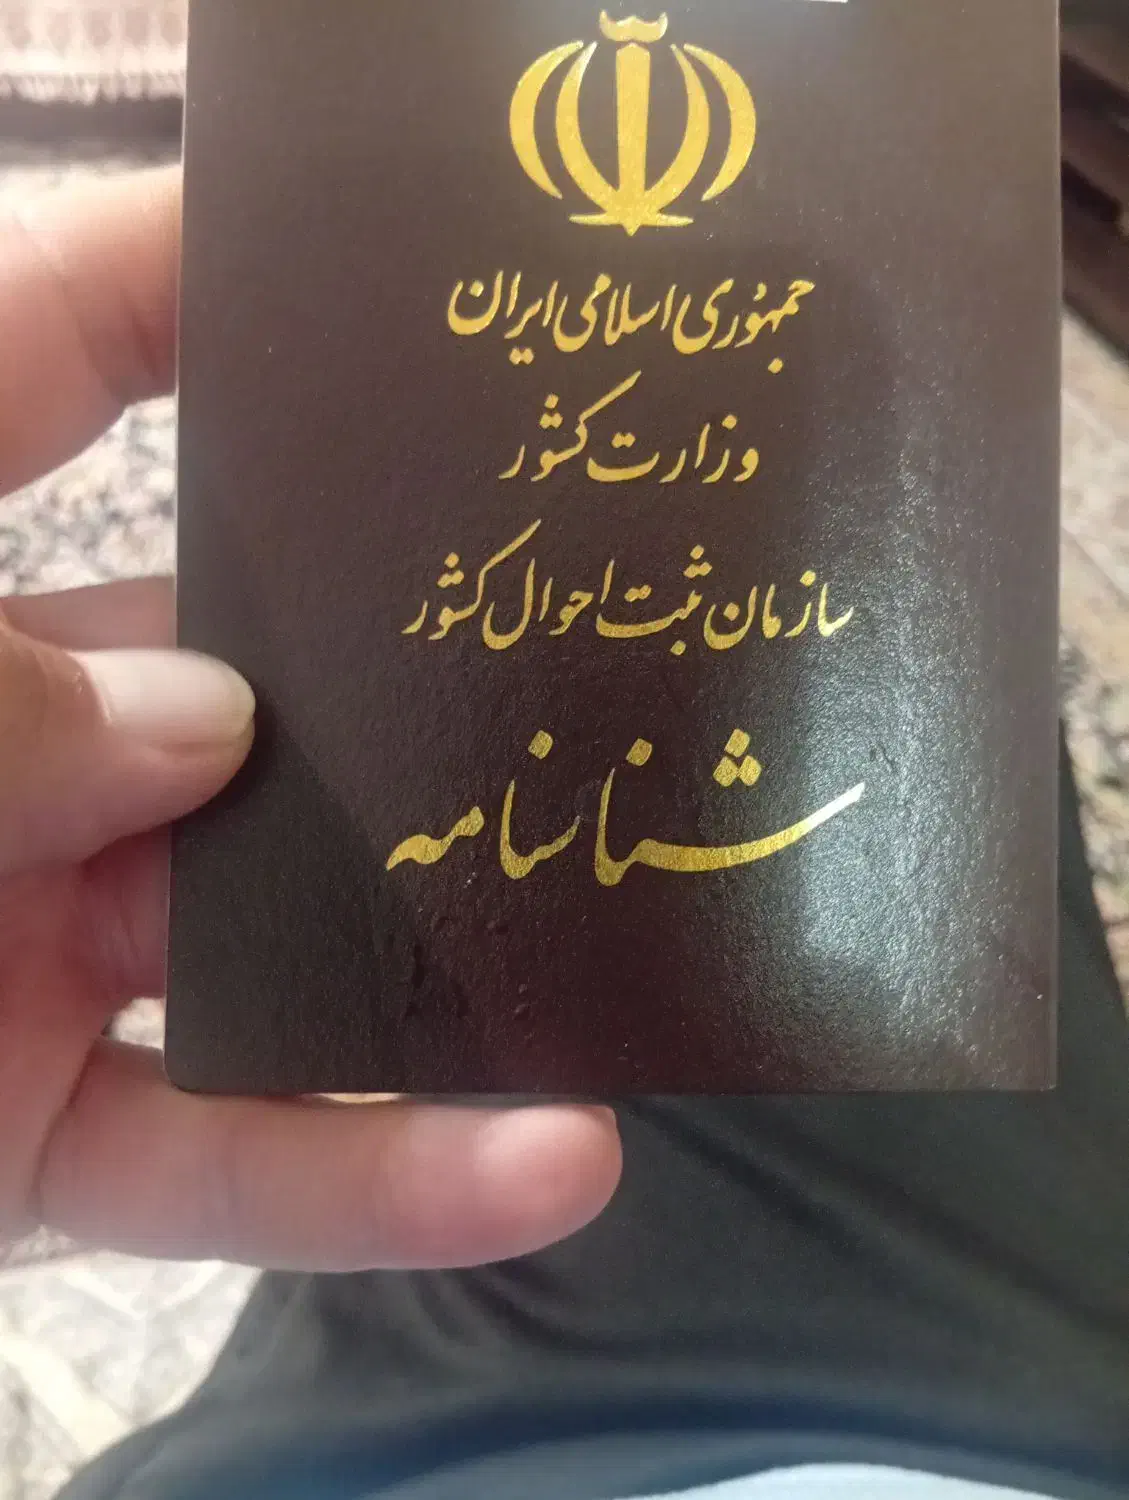 جمهوری اسلامی ایران
وزارت کشور
سازمان ثبت احوال کشور
شناسنامه